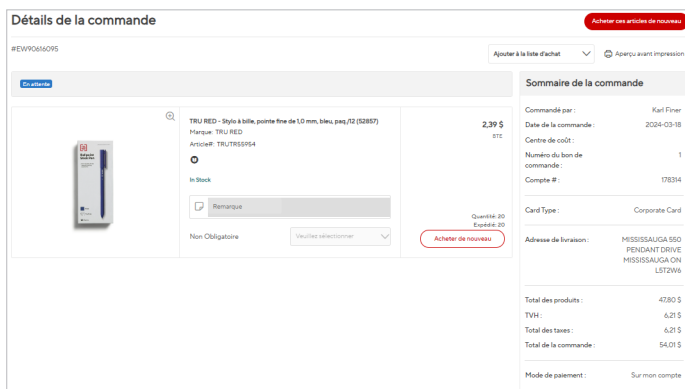 Détails de la commande
Acheter ces articles de nouveau
#EW90616095
Ajouter à la liste d'achat
Aperçu avant impression
En attente
TRU RED - Stylo à bille, pointe fine de 1,0 mm, bleu, paq./12 (52857)
Marque: TRU RED
Article#: TRUTR55954
In Stock
Remarque
Non Obligatoire
Veuillez sélectionner
2,39 $
BTE
Quantité: 20
Expédié: 20
Acheter de nouveau
Sommaire de la commande
Commandé par : Karl Finer
Date de la commande : 2024-03-18
Centre de coût :
Numéro du bon de commande : 1
Compte # : 178314
Card Type : Corporate Card
Adresse de livraison : MISSISSAUGA 550
PENDANT DRIVE
MISSISSAUGA ON
L5T2W6
Total des produits : 47,80 $
TVH : 6,21 $
Total des taxes : 6,21 $
Total de la commande : 54,01 $
Mode de paiement : Sur mon compte